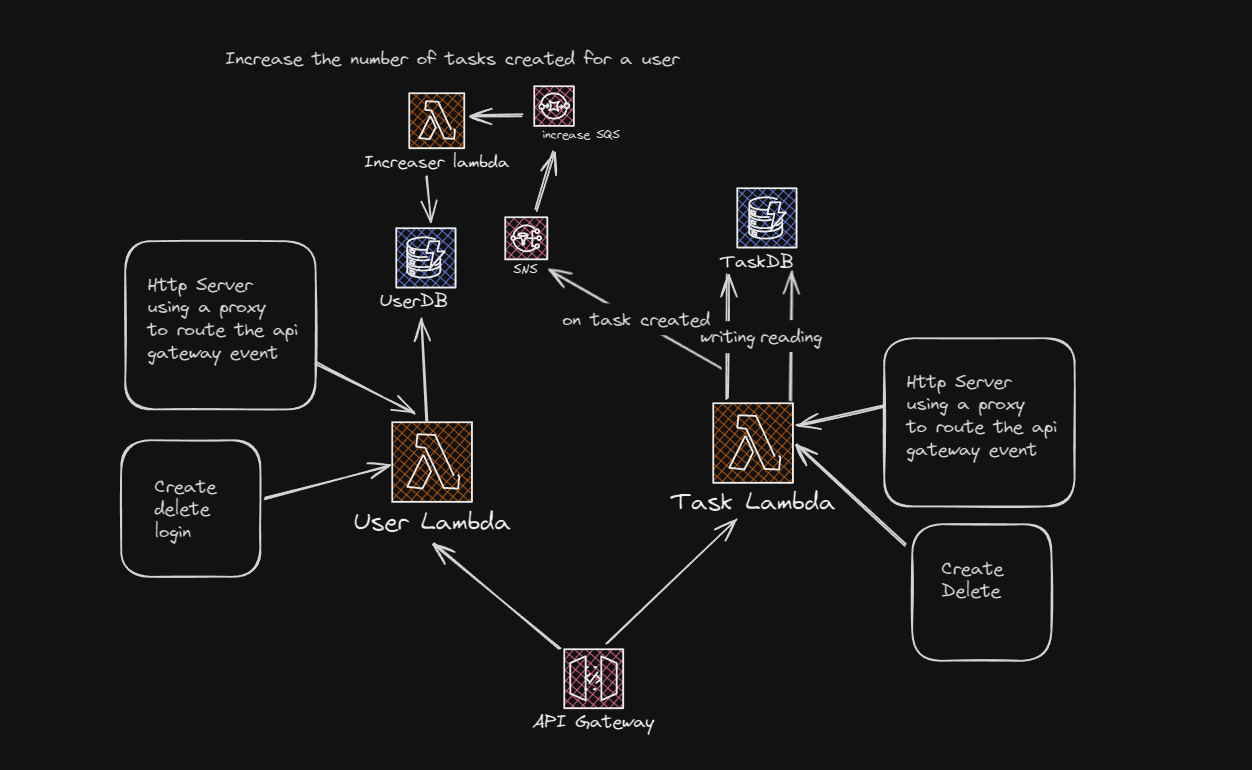 Increase the number of tasks created for a user
increase SQS
Increaser lambda
SNS
TaskDB
UserDB
Http Server
using a proxy
to route the api
gateway event
on task created
writing
reading
Http Server
using a proxy
to route the api
gateway event
Create
delete
login
User Lambda
Task Lambda
Create
Delete
API Gateway